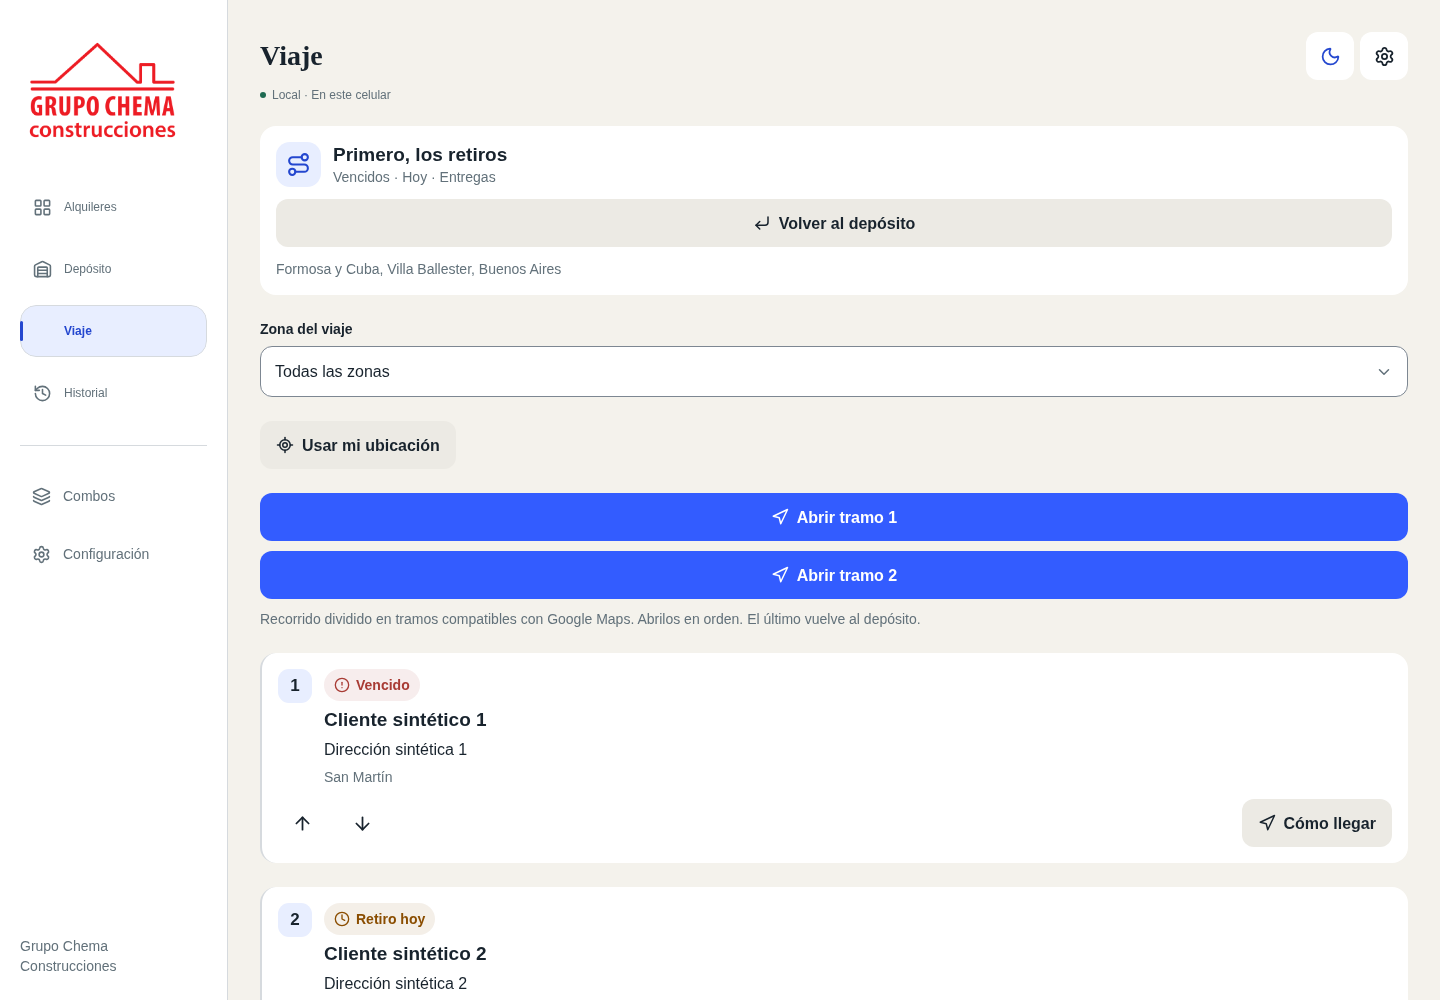 GRUPO CHEMA
construcciones
Alquileres
Depósito
Viaje
Historial
Combos
Configuración
Grupo Chema
Construcciones
Viaje
Local · En este celular
Primero, los retiros
Vencidos · Hoy · Entregas
Volver al depósito
Formosa y Cuba, Villa Ballester, Buenos Aires
Zona del viaje
Todas las zonas
Usar mi ubicación
Abrir tramo 1
Abrir tramo 2
Recorrido dividido en tramos compatibles con Google Maps. Abrilos en orden. El último vuelve al depósito.
1
Vencido
Cliente sintético 1
Dirección sintética 1
San Martín
Cómo llegar
2
Retiro hoy
Cliente sintético 2
Dirección sintética 2